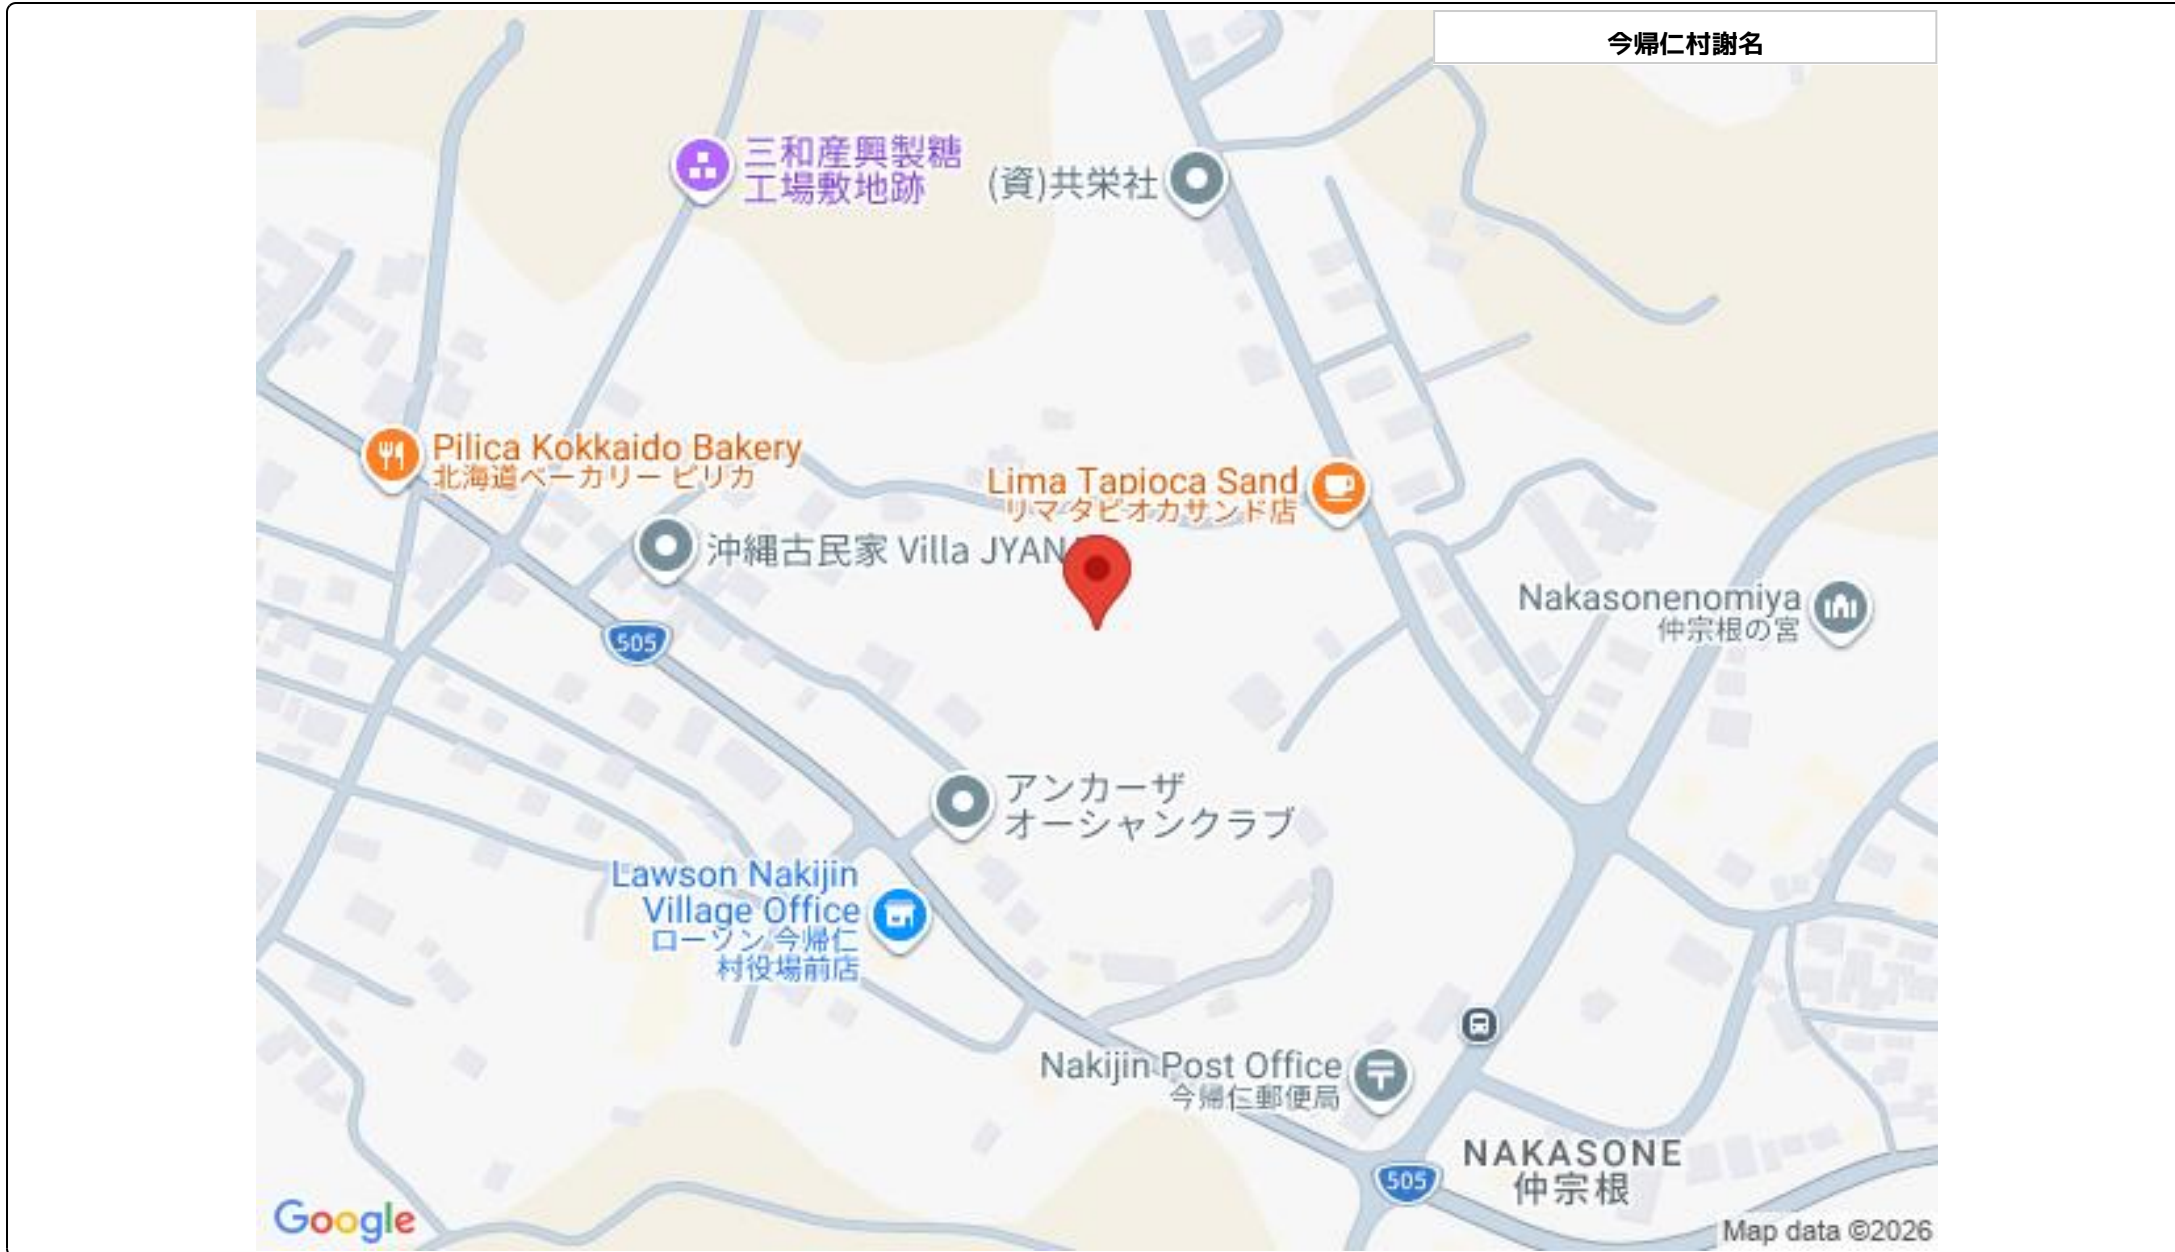 今帰仁村謝名
三和産興製糖
工場敷地跡
(資)共栄社
Pilica Kokkaido Bakery
北海道ベーカリー ピリカ
Lima Tapioca Sand
リマ タピオカサンド店
沖縄古民家 Villa JYAN
Nakasonenomiya
仲宗根の宮
505
アンカーザ
オーシャンクラブ
Lawson Nakijin
Village Office
ローソン 今帰仁
村役場前店
Nakijin Post Office
今帰仁郵便局
NAKASONE
仲宗根
505
Google
Map data ©2026